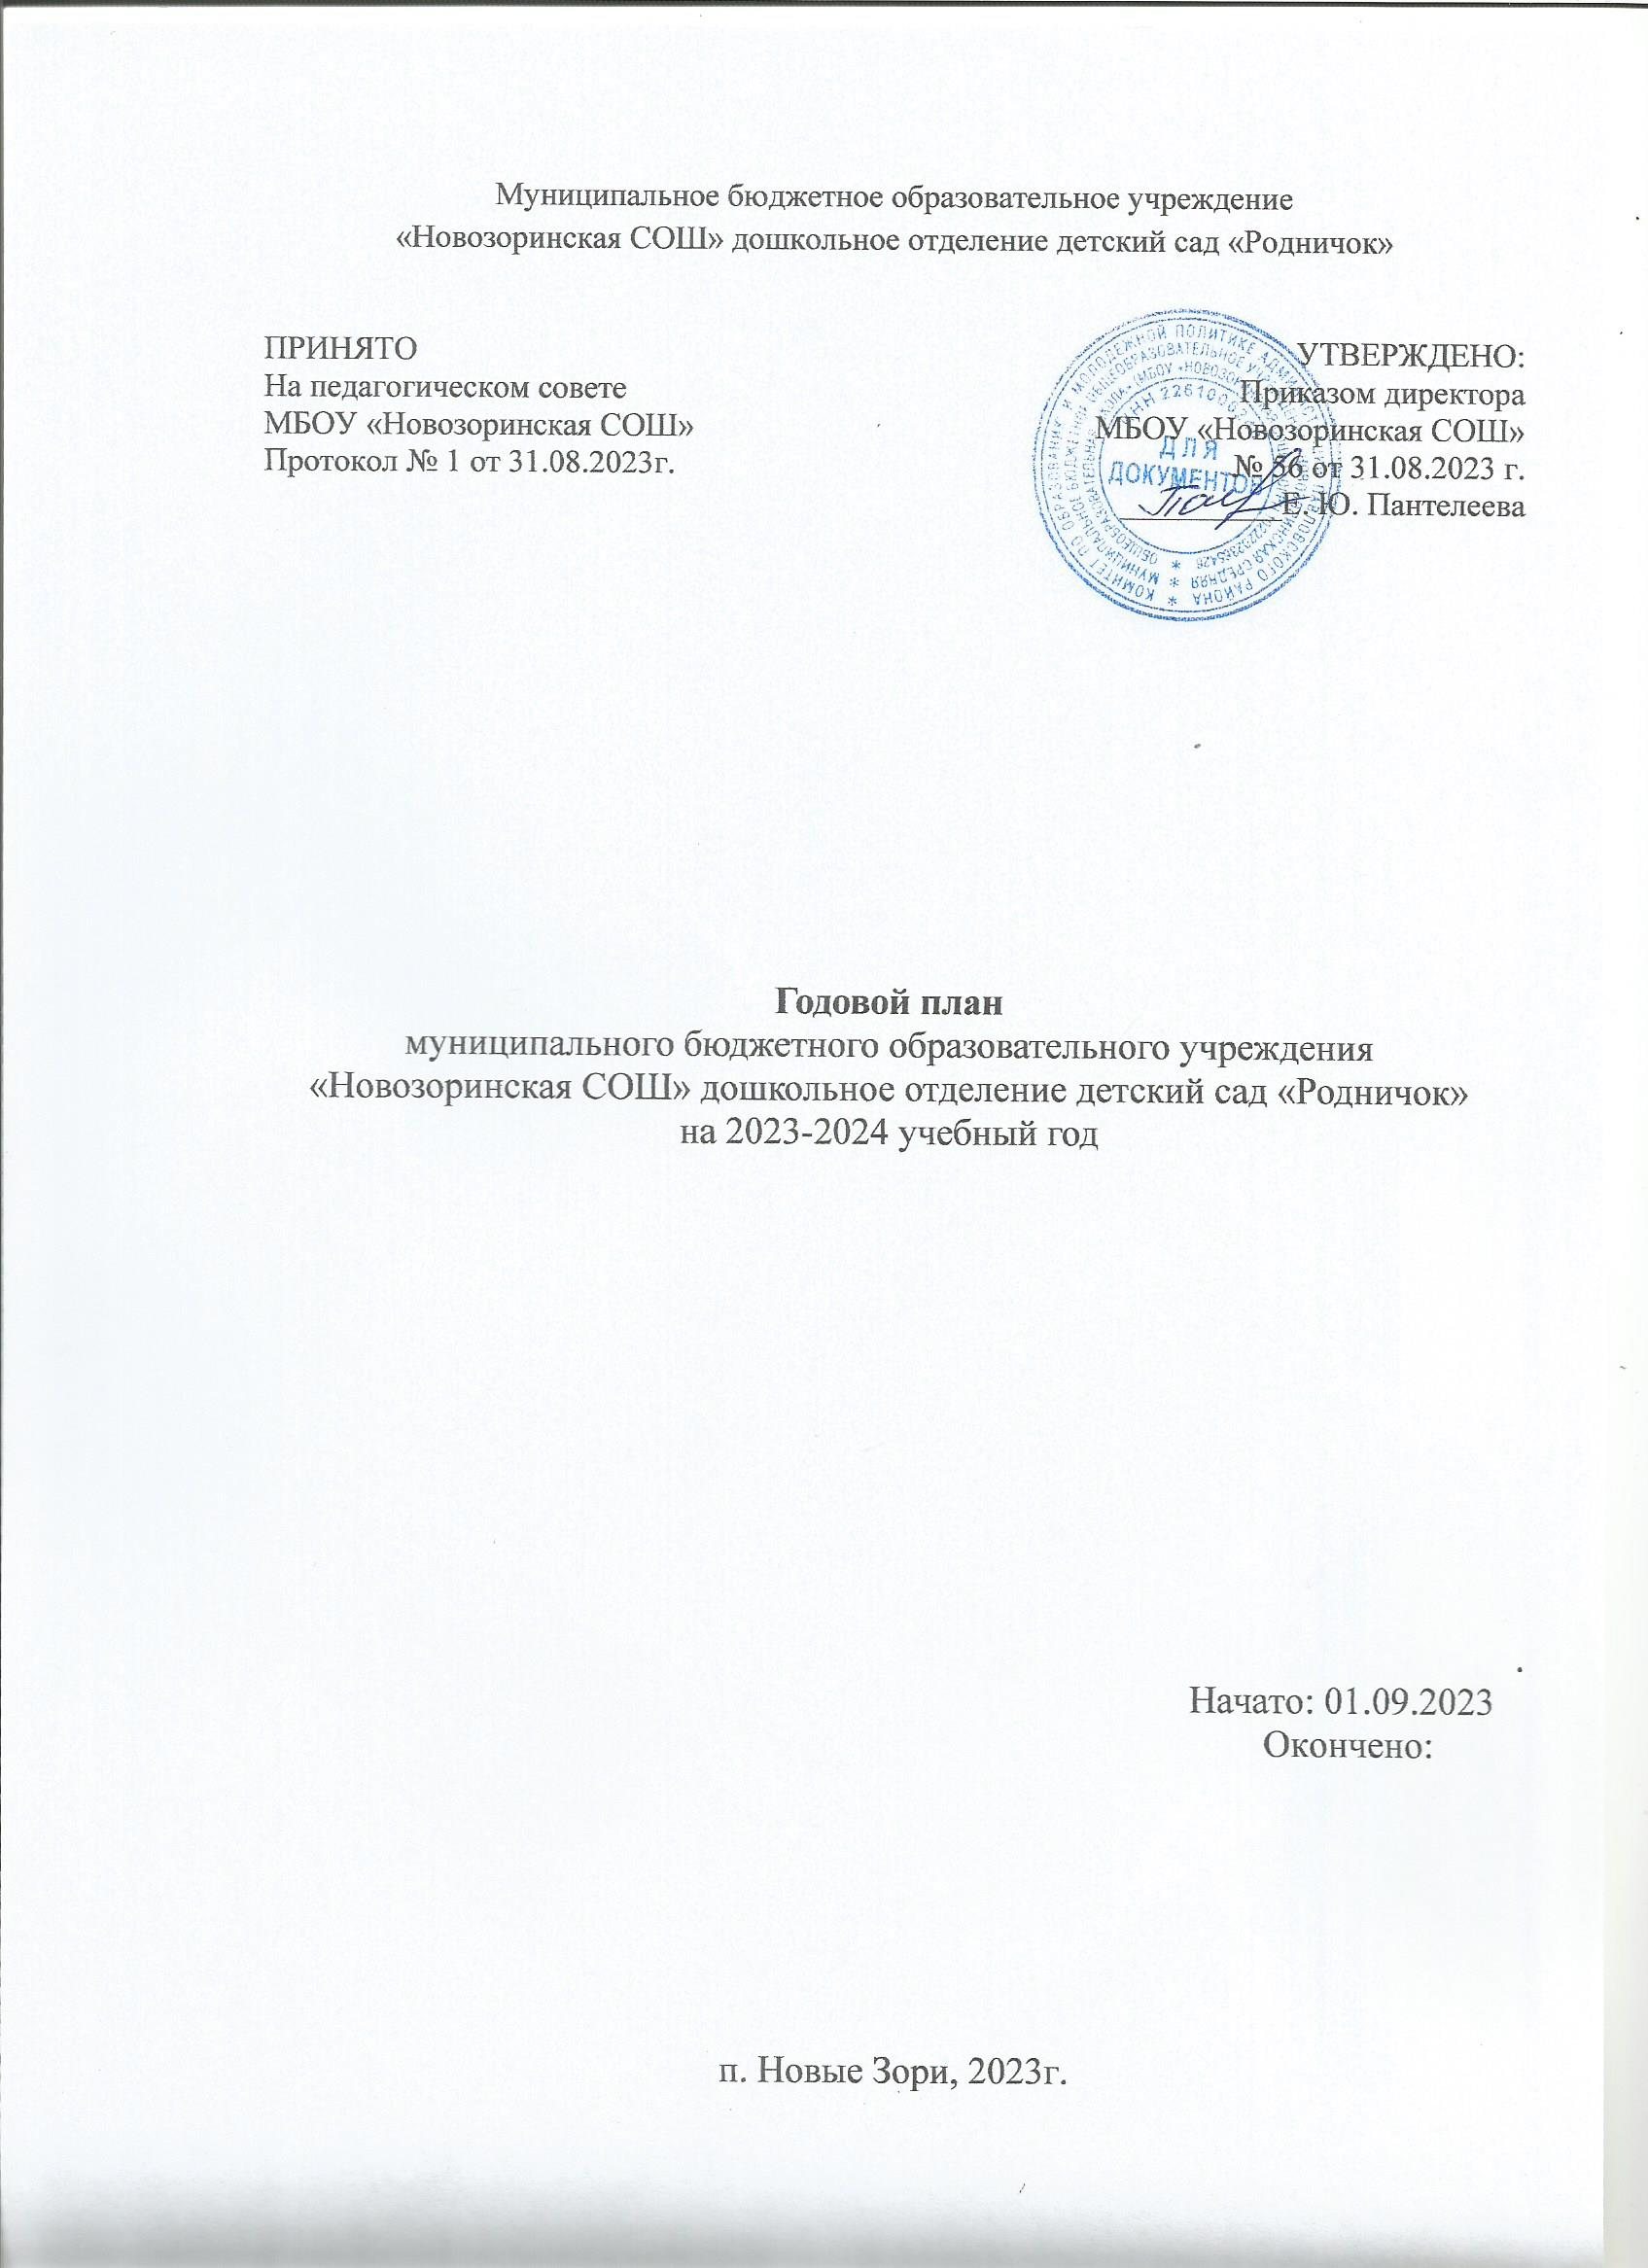 Муниципальное бюджетное образовательное учреждение
«Новозоринская СОШ» дошкольное отделение детский сад «Родничок»
ПРИНЯТО
На педагогическом совете
МБОУ «Новозоринская СОШ»
Протокол № 1 от 31.08.2023г.
УТВЕРЖДЕНО:
Приказом директора
МБОУ «Новозоринская СОШ»
№ 56 от 31.08.2023 г.
Е. Ю. Пантелеева
ДЛЯ
ДОКУМЕНТОВ
Годовой план
муниципального бюджетного образовательного учреждения
«Новозоринская СОШ» дошкольное отделение детский сад «Родничок»
на 2023-2024 учебный год
Начато: 01.09.2023
Окончено:
п. Новые Зори, 2023г.